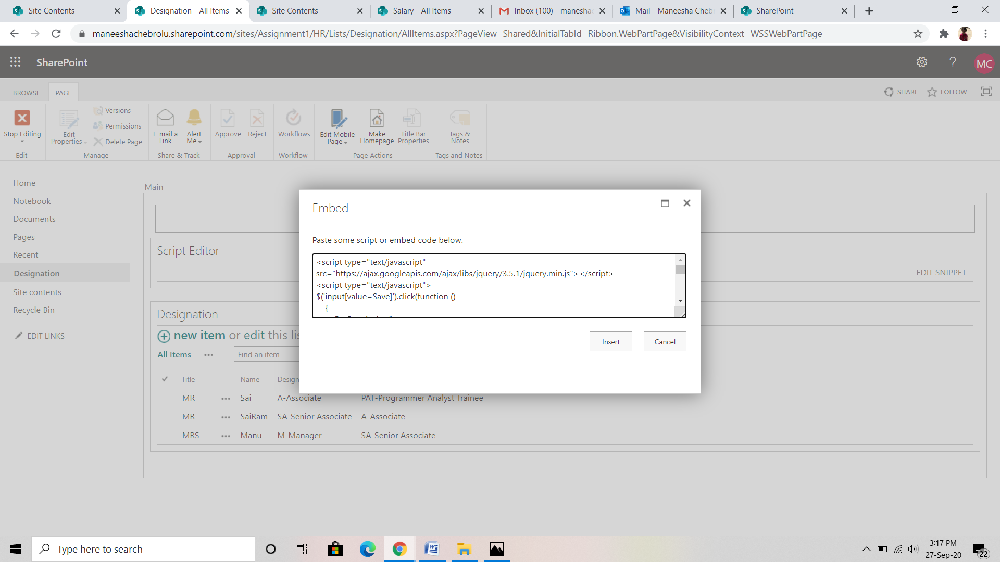 Site Contents
Designation - All Items
Site Contents
Salary - All Items
Inbox (100) - manesha
Mail - Maneesha Cheb
SharePoint
maneeshachebrolu.sharepoint.com/sites/Assignment1/HR/Lists/Designation/AllItems.aspx?PageView=Shared&InitialTabId=Ribbon.WebPartPage&VisibilityContext=WSSWebPartPage
SharePoint
?
MC
BROWSE
PAGE
SHARE
FOLLOW
Stop Editing
Edit Properties
Versions
Permissions
Delete Page
E-mail a Link
Alert Me
Approve
Reject
Workflows
Edit Mobile Page
Make Homepage
Title Bar Properties
Tags & Notes
Edit
Manage
Share & Track
Approval
Workflow
Page Actions
Tags and Notes
Home
Notebook
Documents
Pages
Recent
Designation
Site contents
Recycle Bin
EDIT LINKS
Main
Script Editor
EDIT SNIPPET
Designation
new item or edit this lis
All Items
Find an item
Title Name Design
MR Sai A-Associate PAT-Programmer Analyst Trainee
MR SaiRam SA-Senior Associate A-Associate
MRS Manu M-Manager SA-Senior Associate
Embed
Paste some script or embed code below.
<script type="text/javascript"
src="https://ajax.googleapis.com/ajax/libs/jquery/3.5.1/jquery.min.js"></script>
<script type="text/javascript">
$('input[value=Save]').click(function ()
{
Insert
Cancel
Type here to search
3:17 PM
27-Sep-20
22